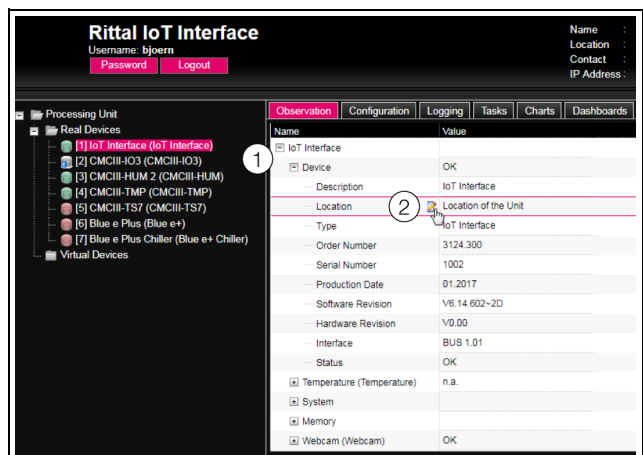 Rittal IoT Interface
Username: bjoern
Password Logout
Name :
Location :
Contact :
IP Address :
Processing Unit
Real Devices
[1] IoT Interface (IoT Interface)
[2] CMCIII-IO3 (CMCIII-IO3)
[3] CMCIII-HUM 2 (CMCIII-HUM)
[4] CMCIII-TMP (CMCIII-TMP)
[5] CMCIII-TS7 (CMCIII-TS7)
[6] Blue e Plus (Blue e+)
[7] Blue e Plus Chiller (Blue e+ Chiller)
Virtual Devices
Observation Configuration Logging Tasks Charts Dashboards
Name Value
IoT Interface
1
Device OK
Description IoT Interface
Location 2 Location of the Unit
Type IoT Interface
Order Number 3124.300
Serial Number 1002
Production Date 01.2017
Software Revision V6.14.602~2D
Hardware Revision V0.00
Interface BUS 1.01
Status OK
Temperature (Temperature) n.a.
System
Memory
Webcam (Webcam) OK